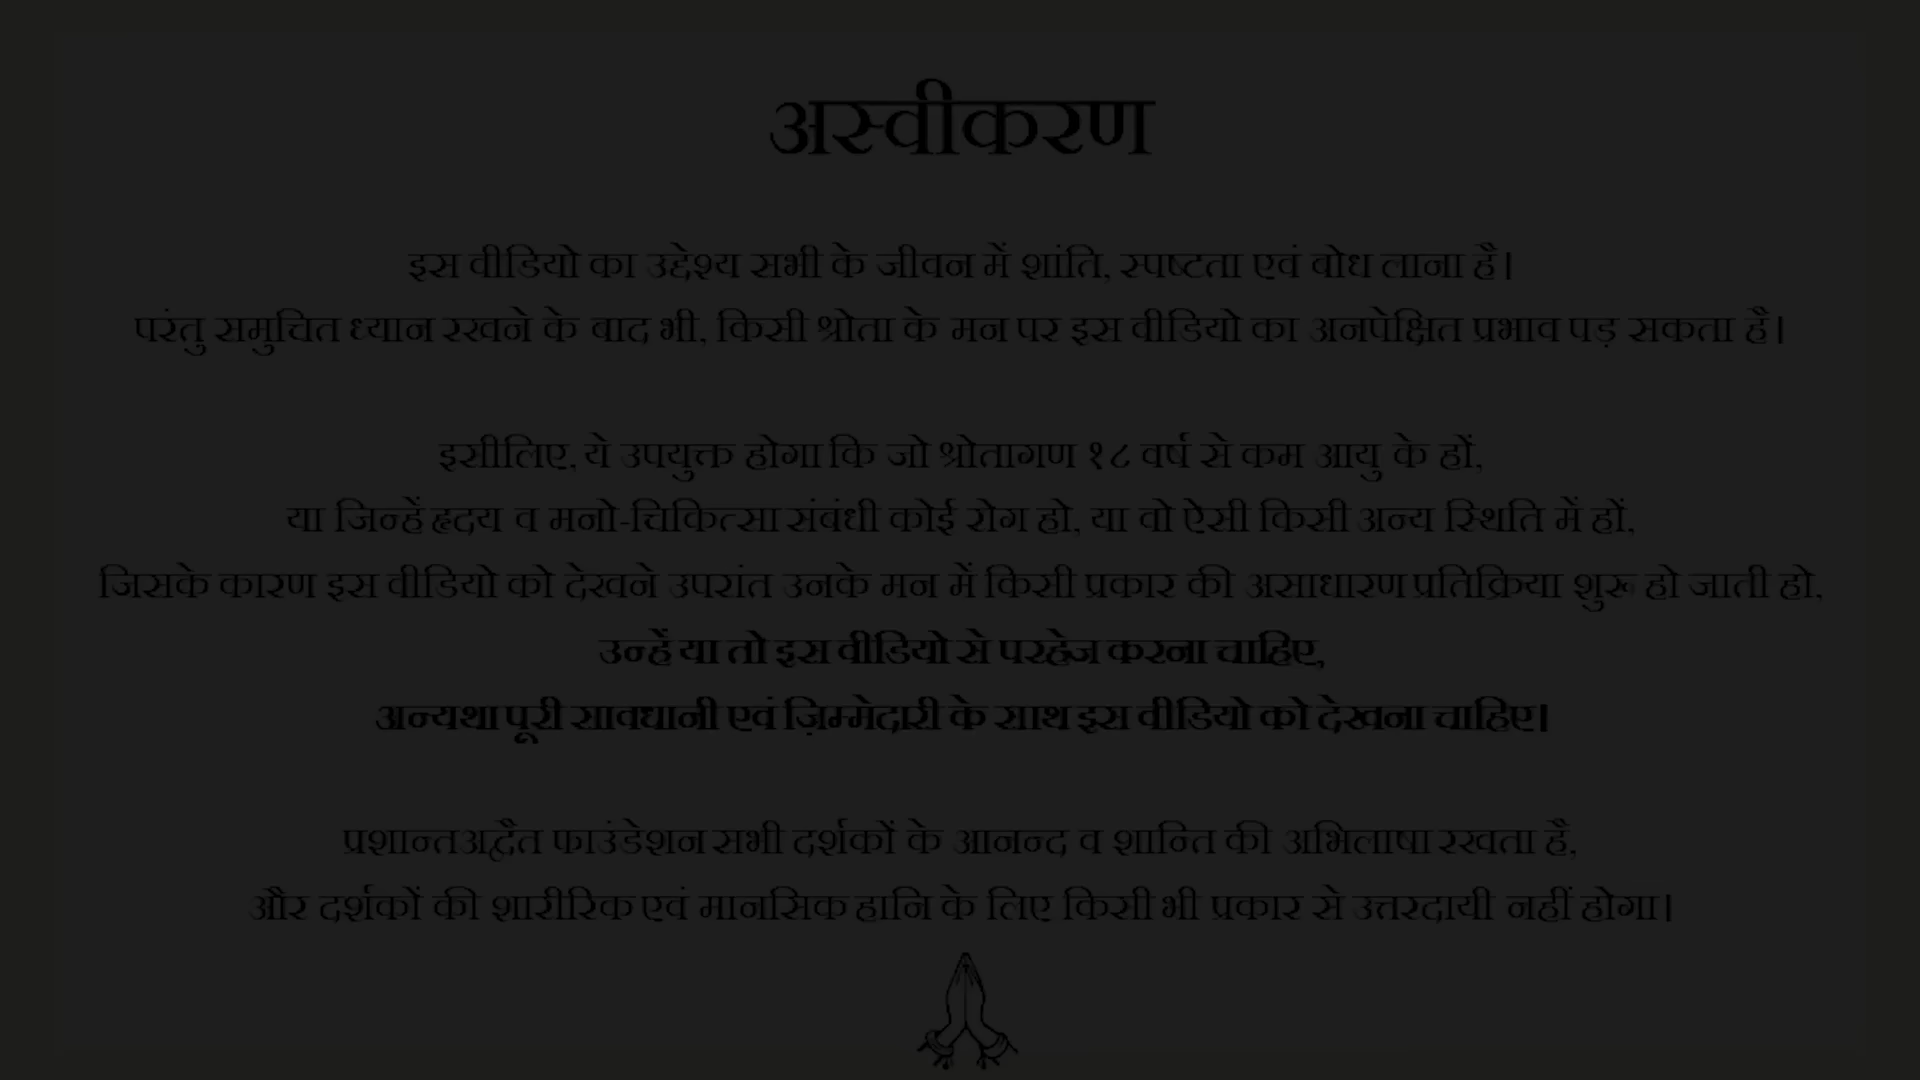 अस्वीकरण
इस वीडियो का उद्देश्य सभी के जीवन में शांति, स्पष्टता एवं बोध लाना है।
परंतु समुचित ध्यान रखने के बाद भी, किसी श्रोता के मन पर इस वीडियो का अनपेक्षित प्रभाव पड़ सकता है।
इसीलिए, ये उपयुक्त होगा कि जो श्रोतागण १८ वर्ष से कम आयु के हों,
या जिन्हें हृदय व मनो-चिकित्सा संबंधी कोई रोग हो, या वो ऐसी किसी अन्य स्थिति में हों,
जिसके कारण इस वीडियो को देखने उपरांत उनके मन में किसी प्रकार की असाधारण प्रतिक्रिया शुरू हो जाती हो,
उन्हें या तो इस वीडियो से परहेज करना चाहिए,
अन्यथा पूरी सावधानी एवं ज़िम्मेदारी के साथ इस वीडियो को देखना चाहिए।
प्रशान्तअद्वैत फाउंडेशन सभी दर्शकों के आनन्द व शान्ति की अभिलाषा रखता है,
और दर्शकों की शारीरिक एवं मानसिक हानि के लिए किसी भी प्रकार से उत्तरदायी नहीं होगा।